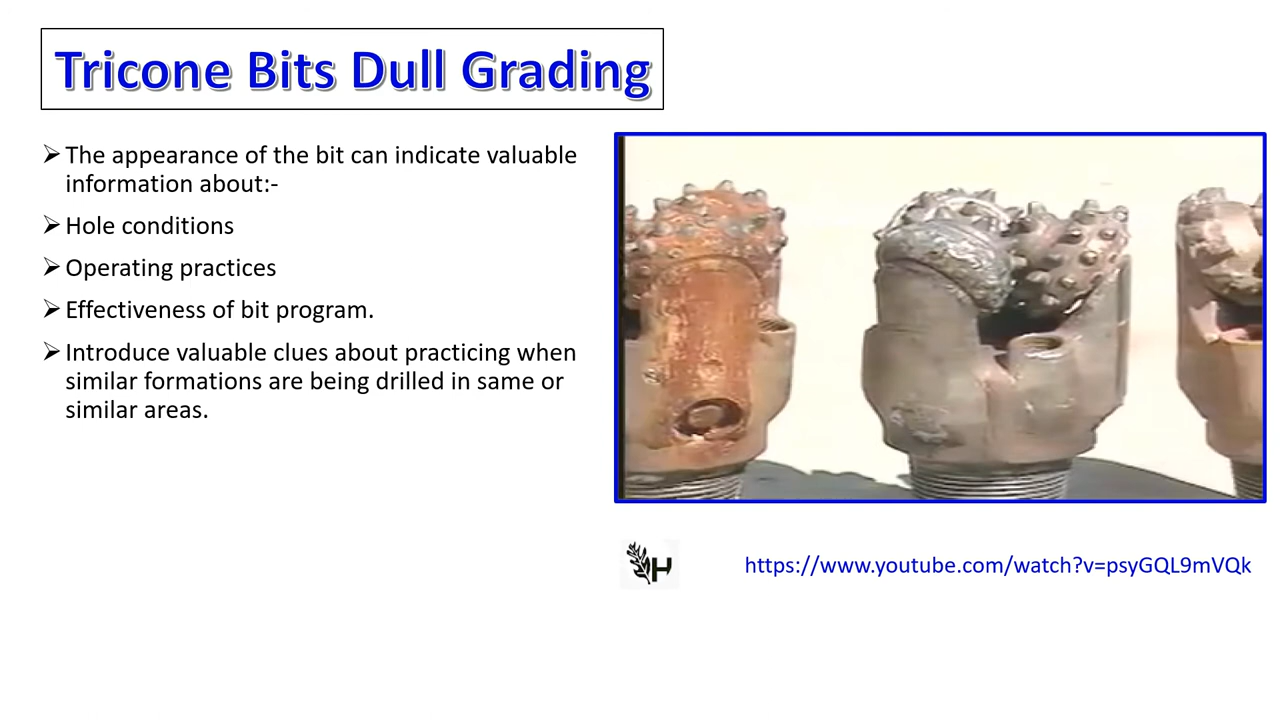 Tricone Bits Dull Grading
➢ The appearance of the bit can indicate valuable
information about:-
➢ Hole conditions
➢ Operating practices
➢ Effectiveness of bit program.
➢ Introduce valuable clues about practicing when
similar formations are being drilled in same or
similar areas.
H
https://www.youtube.com/watch?v=psyGQL9mVQk